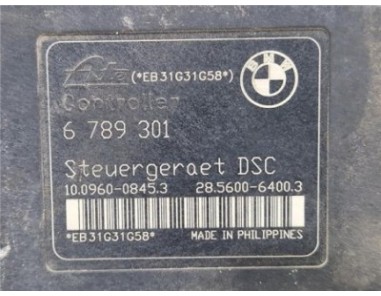 Ate (*EB31G31G58*)
BMW
Controller
6 789 301
Steuergeraet DSC
10.0960-0845.3 28.5600-6400.3
*EB31G31G58* MADE IN PHILIPPINES